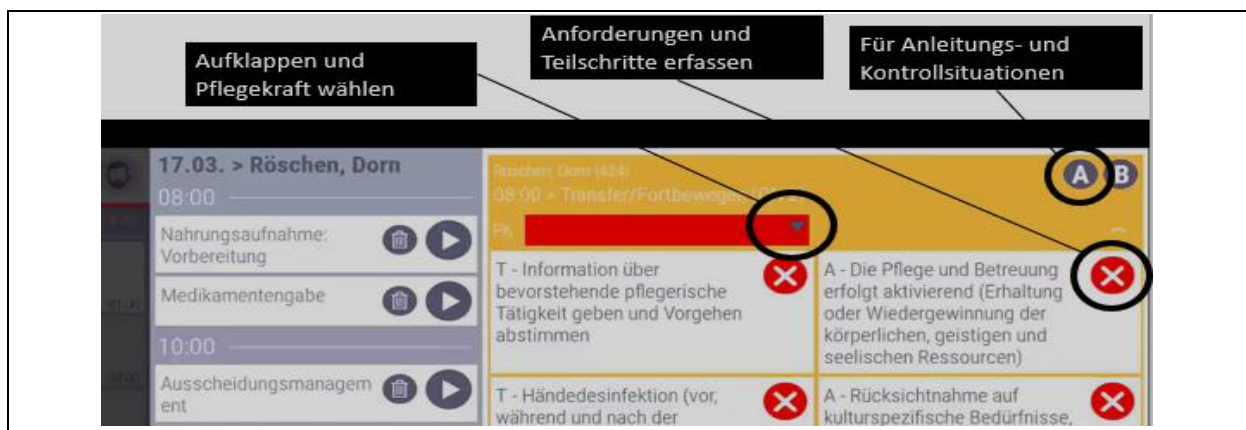 Aufklappen und
Pflegekraft wählen
Anforderungen und
Teilschritte erfassen
Für Anleitungs- und
Kontrollsituationen
17.03. > Röschen, Dorn
08:00
Nahrungsaufnahme:
Vorbereitung
Medikamentengabe
10:00
Ausscheidungsmanagem
ent
Röschen, Dorn (424)
08:00 > Transfer/Fortbewegen
A B
PK
T - Information über
bevorstehende pflegerische
Tätigkeit geben und Vorgehen
abstimmen
A - Die Pflege und Betreuung
erfolgt aktivierend (Erhaltung
oder Wiedergewinnung der
körperlichen, geistigen und
seelischen Ressourcen)
T - Händedesinfektion (vor,
während und nach der
A - Rücksichtnahme auf
kulturspezifische Bedürfnisse,